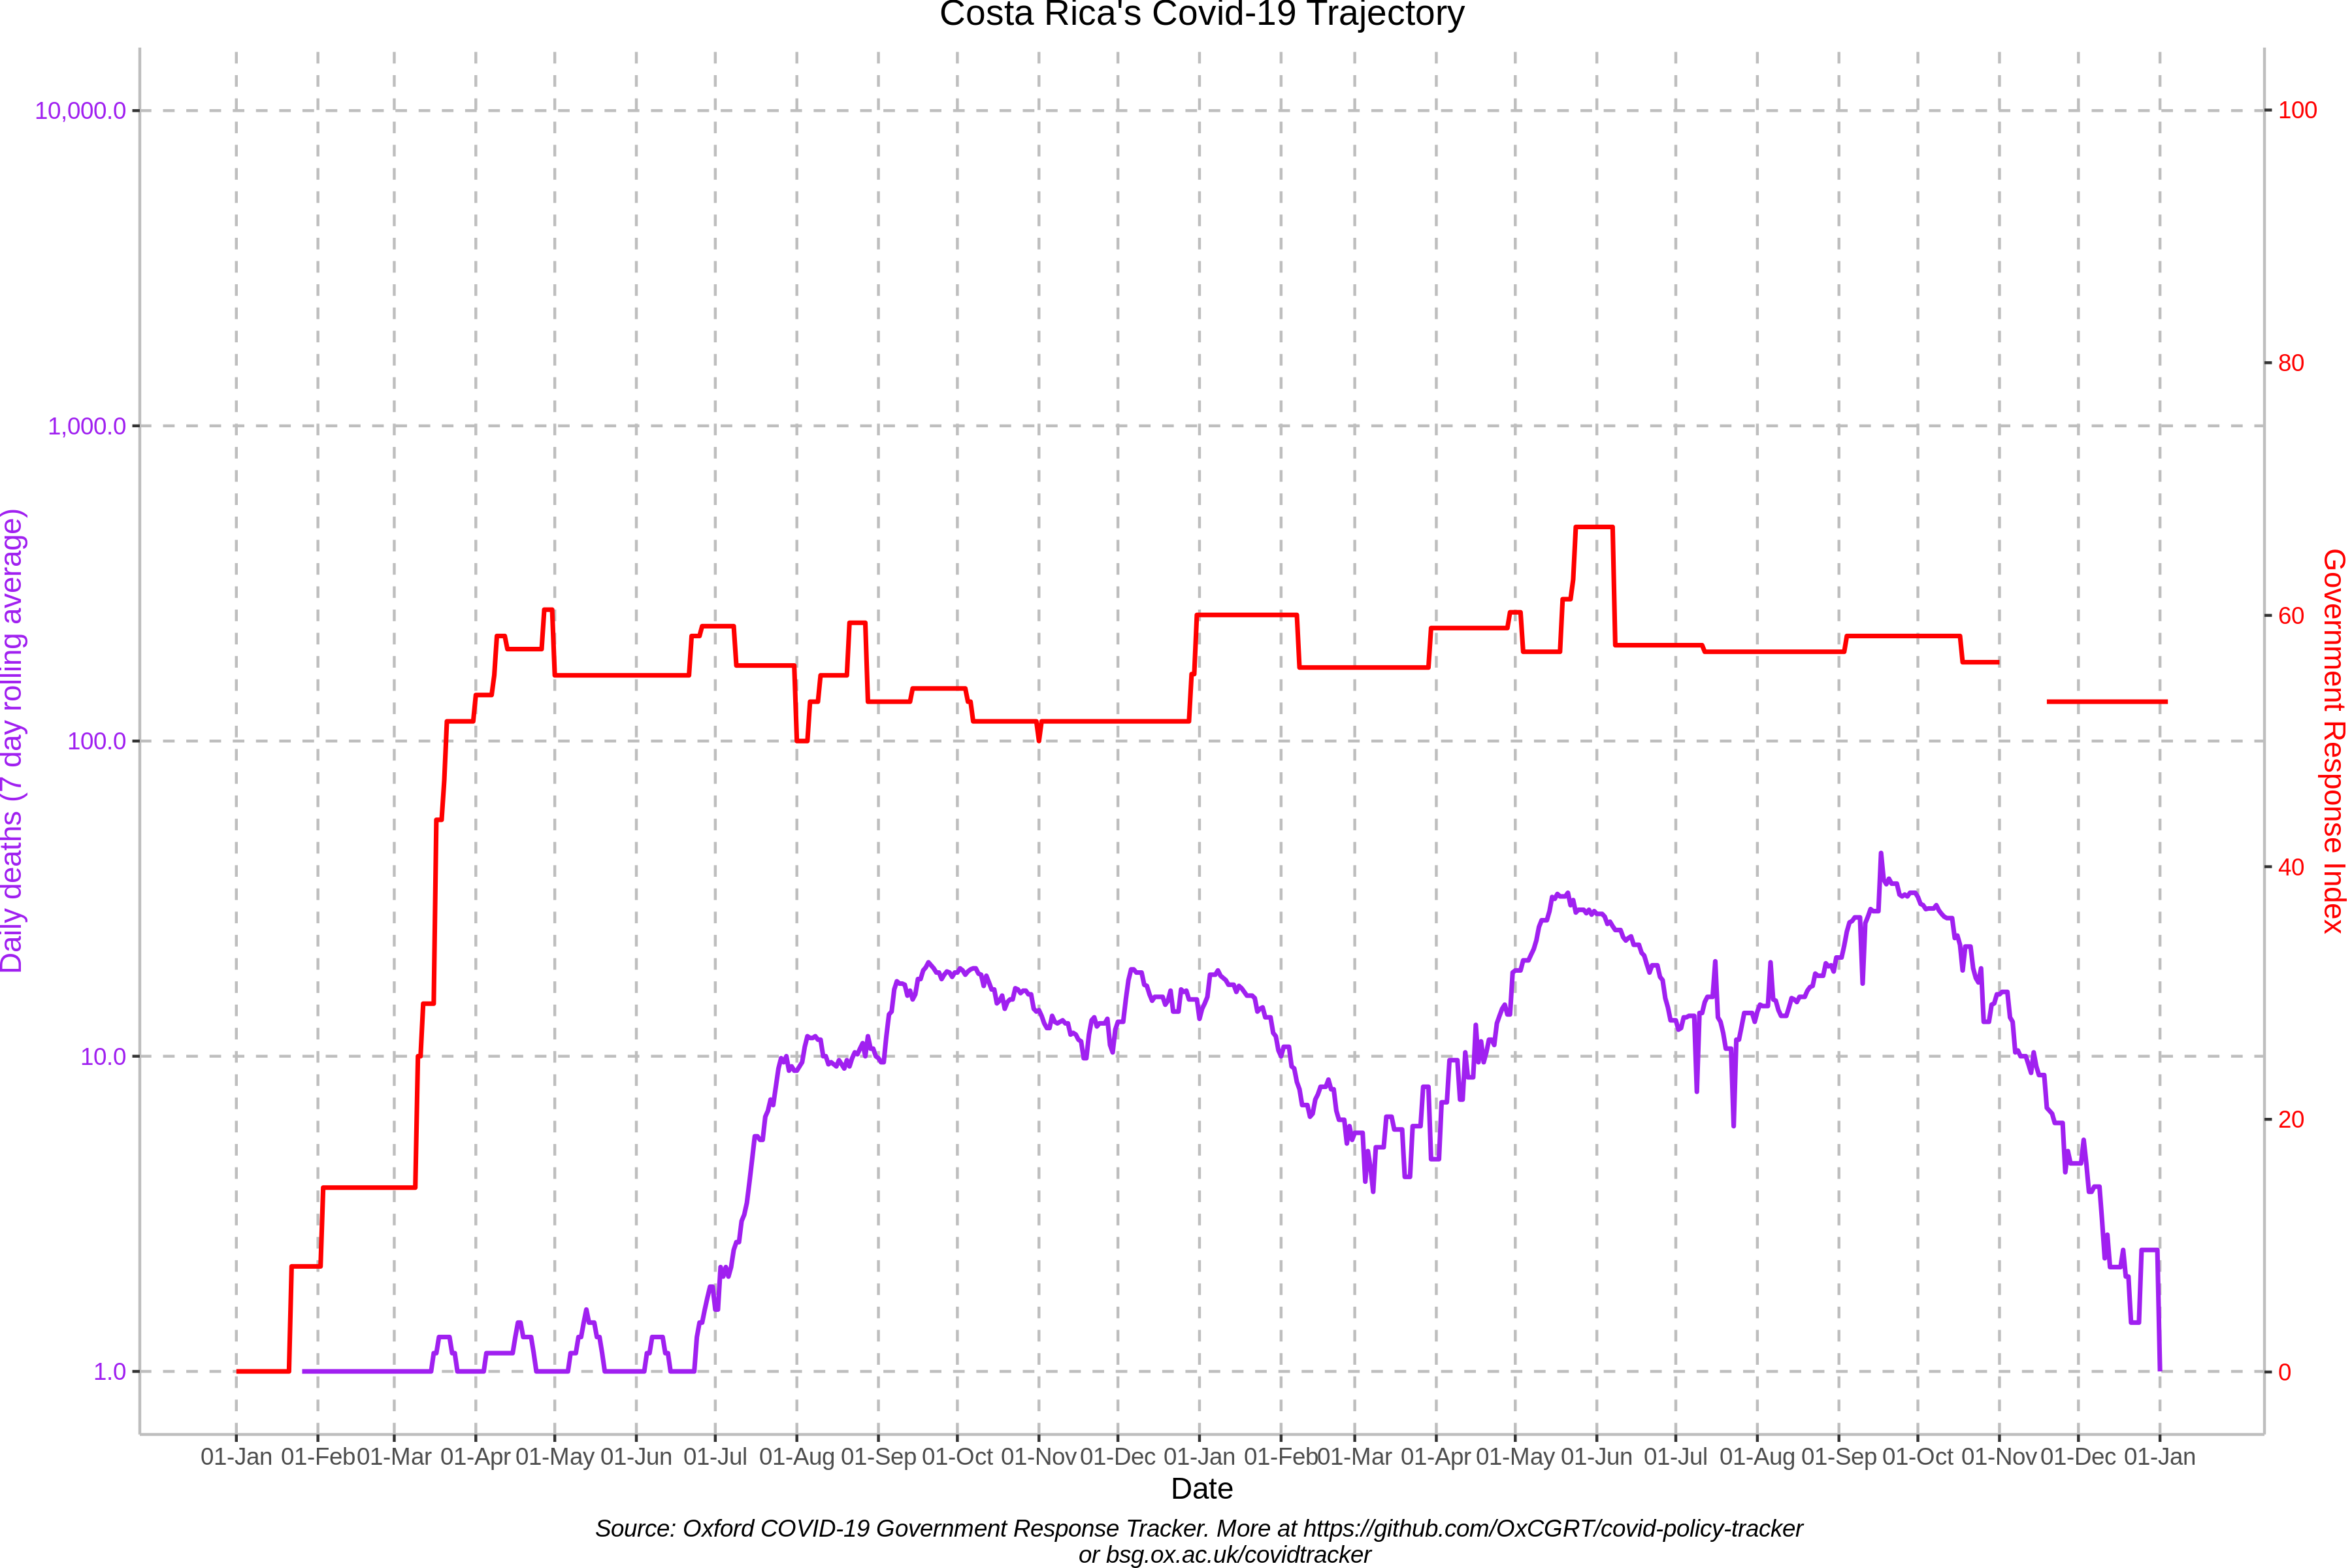 Costa Rica's Covid-19 Trajectory
10,000.0
1,000.0
100.0
10.0
1.0
Daily deaths (7 day rolling average)
100
80
60
40
20
0
Government Response Index
01-Jan 01-Feb 01-Mar 01-Apr 01-May 01-Jun 01-Jul 01-Aug 01-Sep 01-Oct 01-Nov 01-Dec 01-Jan 01-Feb 01-Mar 01-Apr 01-May 01-Jun 01-Jul 01-Aug 01-Sep 01-Oct 01-Nov 01-Dec 01-Jan
Date
Source: Oxford COVID-19 Government Response Tracker. More at https://github.com/OxCGRT/covid-policy-tracker
or bsg.ox.ac.uk/covidtracker